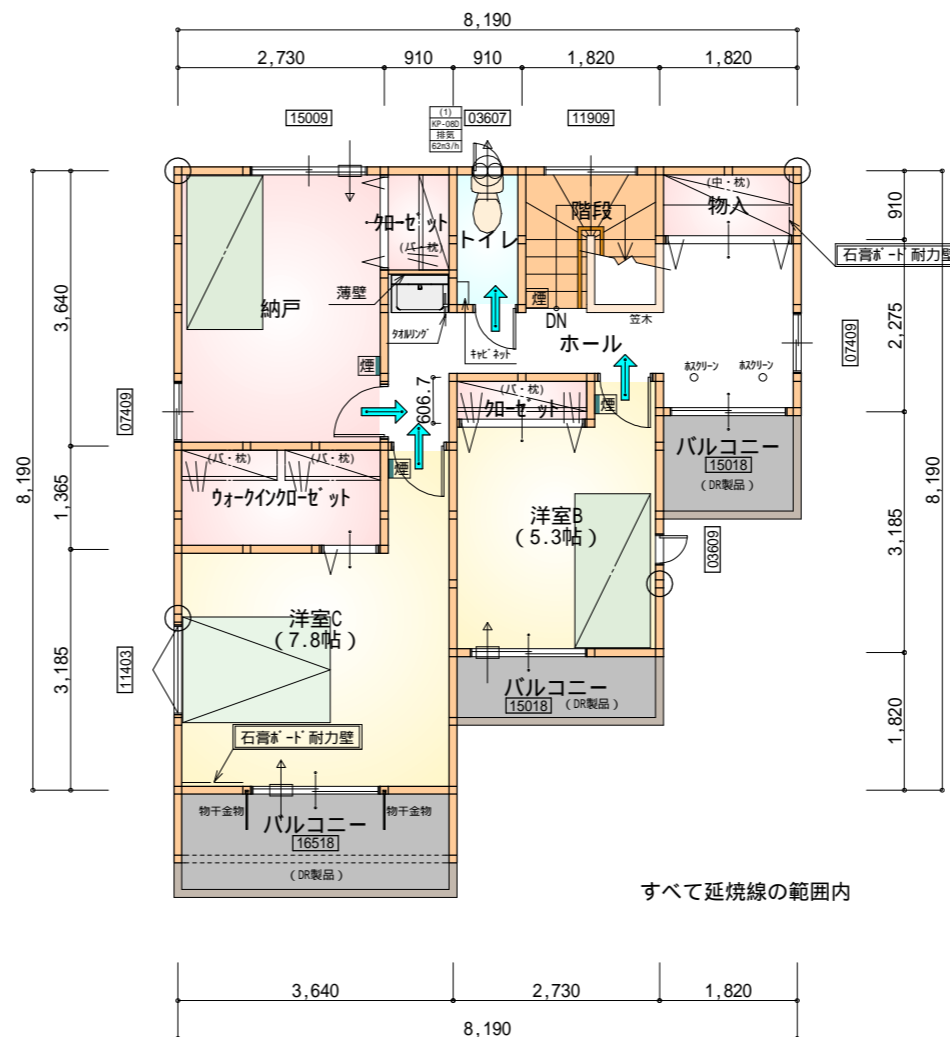 8,190
2,730
910
910
1,820
1,820
15009
(1)
KP-08D
排気
62m3/h
03607
11909
クローゼット
(バ・枕)
トイレ
階段
(中・枕)
物入
910
石膏ボード耐力壁
3,640
納戸
薄壁
タオルリング
煙
DN
笠木
ホール
キャビネット
ホスクリーン
ホスクリーン
2,275
07409
07409
煙
606.7
(バ・枕)
クローゼット
煙
バルコニー
15018
(DR製品)
8,190
8,190
1,365
(バ・枕)
(バ・枕)
ウォークインクローゼット
煙
洋室B
(5.3帖)
03609
3,185
洋室C
(7.8帖)
11403
3,185
バルコニー
15018
(DR製品)
1,820
石膏ボード耐力壁
物干金物
物干金物
バルコニー
16518
(DR製品)
すべて延焼線の範囲内
3,640
2,730
1,820
8,190